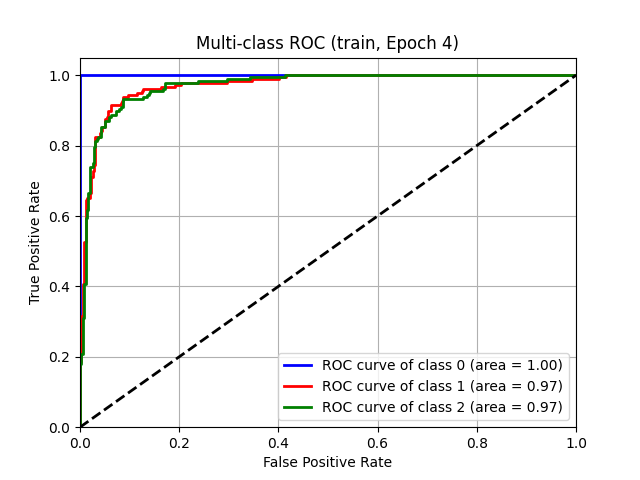 Multi-class ROC (train, Epoch 4)
True Positive Rate
1.0
0.8
0.6
0.4
0.2
0.0
0.0 0.2 0.4 0.6 0.8 1.0
False Positive Rate
ROC curve of class 0 (area = 1.00)
ROC curve of class 1 (area = 0.97)
ROC curve of class 2 (area = 0.97)